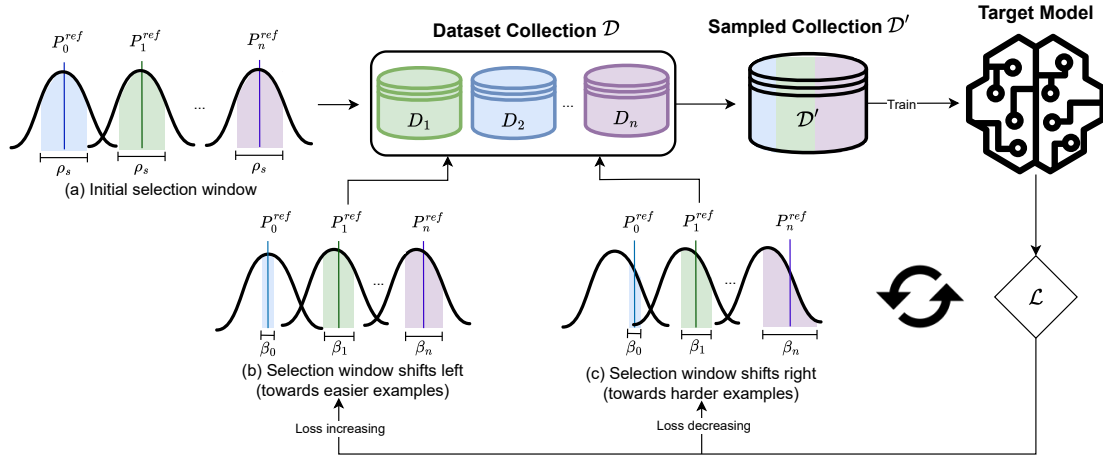 Dataset Collection 𝒟
Sampled Collection 𝒟′
Target Model
P_0^{ref} P_1^{ref} P_n^{ref}
...
ρ_s ρ_s ρ_s
(a) Initial selection window
D_1 D_2 ... D_n
𝒟′
Train
P_0^{ref} P_1^{ref} P_n^{ref}
...
β_0 β_1 β_n
(b) Selection window shifts left
(towards easier examples)
P_0^{ref} P_1^{ref} P_n^{ref}
...
β_0 β_1 β_n
(c) Selection window shifts right
(towards harder examples)
ℒ
Loss increasing
Loss decreasing